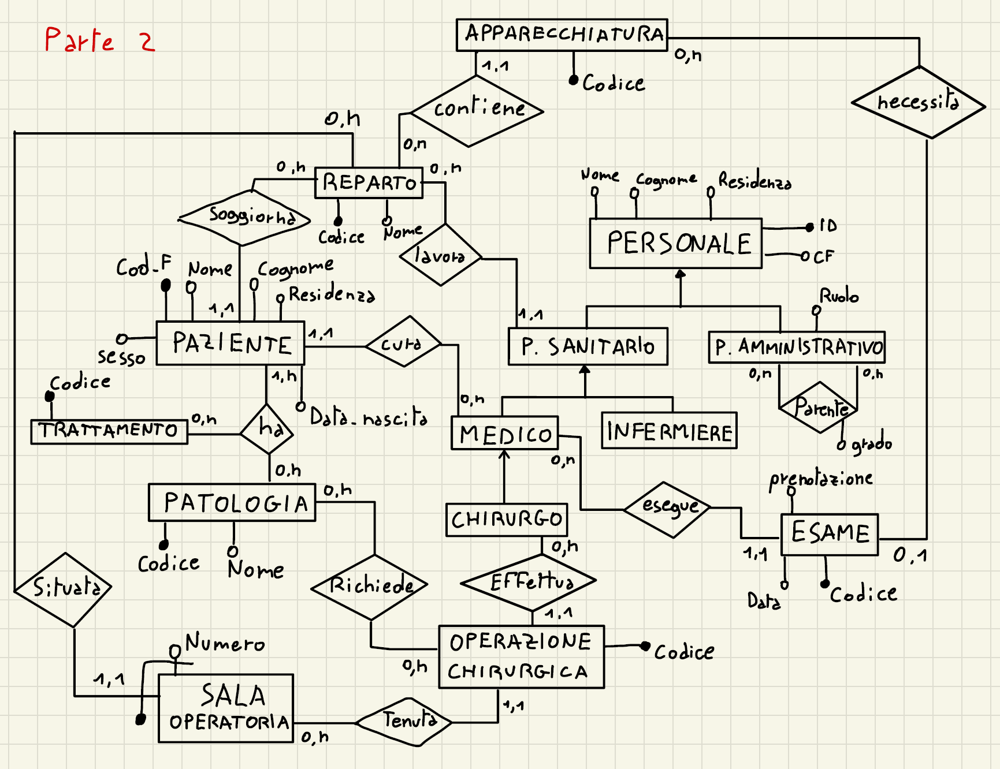 Parte 2
APPARECCHIATURA
0,n
1,1
Codice
contiene
necessita
0,n
0,n
0,n
REPARTO
0,n
Soggiorna
Codice
Nome
lavora
Nome
Cognome
Residenza
PERSONALE
ID
CF
Cod_F
Nome
Cognome
Residenza
1,1
1,1
Ruolo
PAZIENTE
1,1
cura
P. SANITARIO
P. AMMINISTRATIVO
sesso
1,n
0,n
0,n
Codice
0,n
Data_nascita
0,n
Parente
grado
TRATTAMENTO
ha
MEDICO
INFERMIERE
0,n
0,n
prenotazione
PATOLOGIA
0,n
CHIRURGO
esegue
ESAME
Codice
Nome
0,n
1,1
0,1
Situata
Richiede
Effettua
Data
Codice
1,1
Numero
OPERAZIONE
CHIRURGICA
Codice
0,n
1,1
SALA
OPERATORIA
1,1
0,n
Tenuta